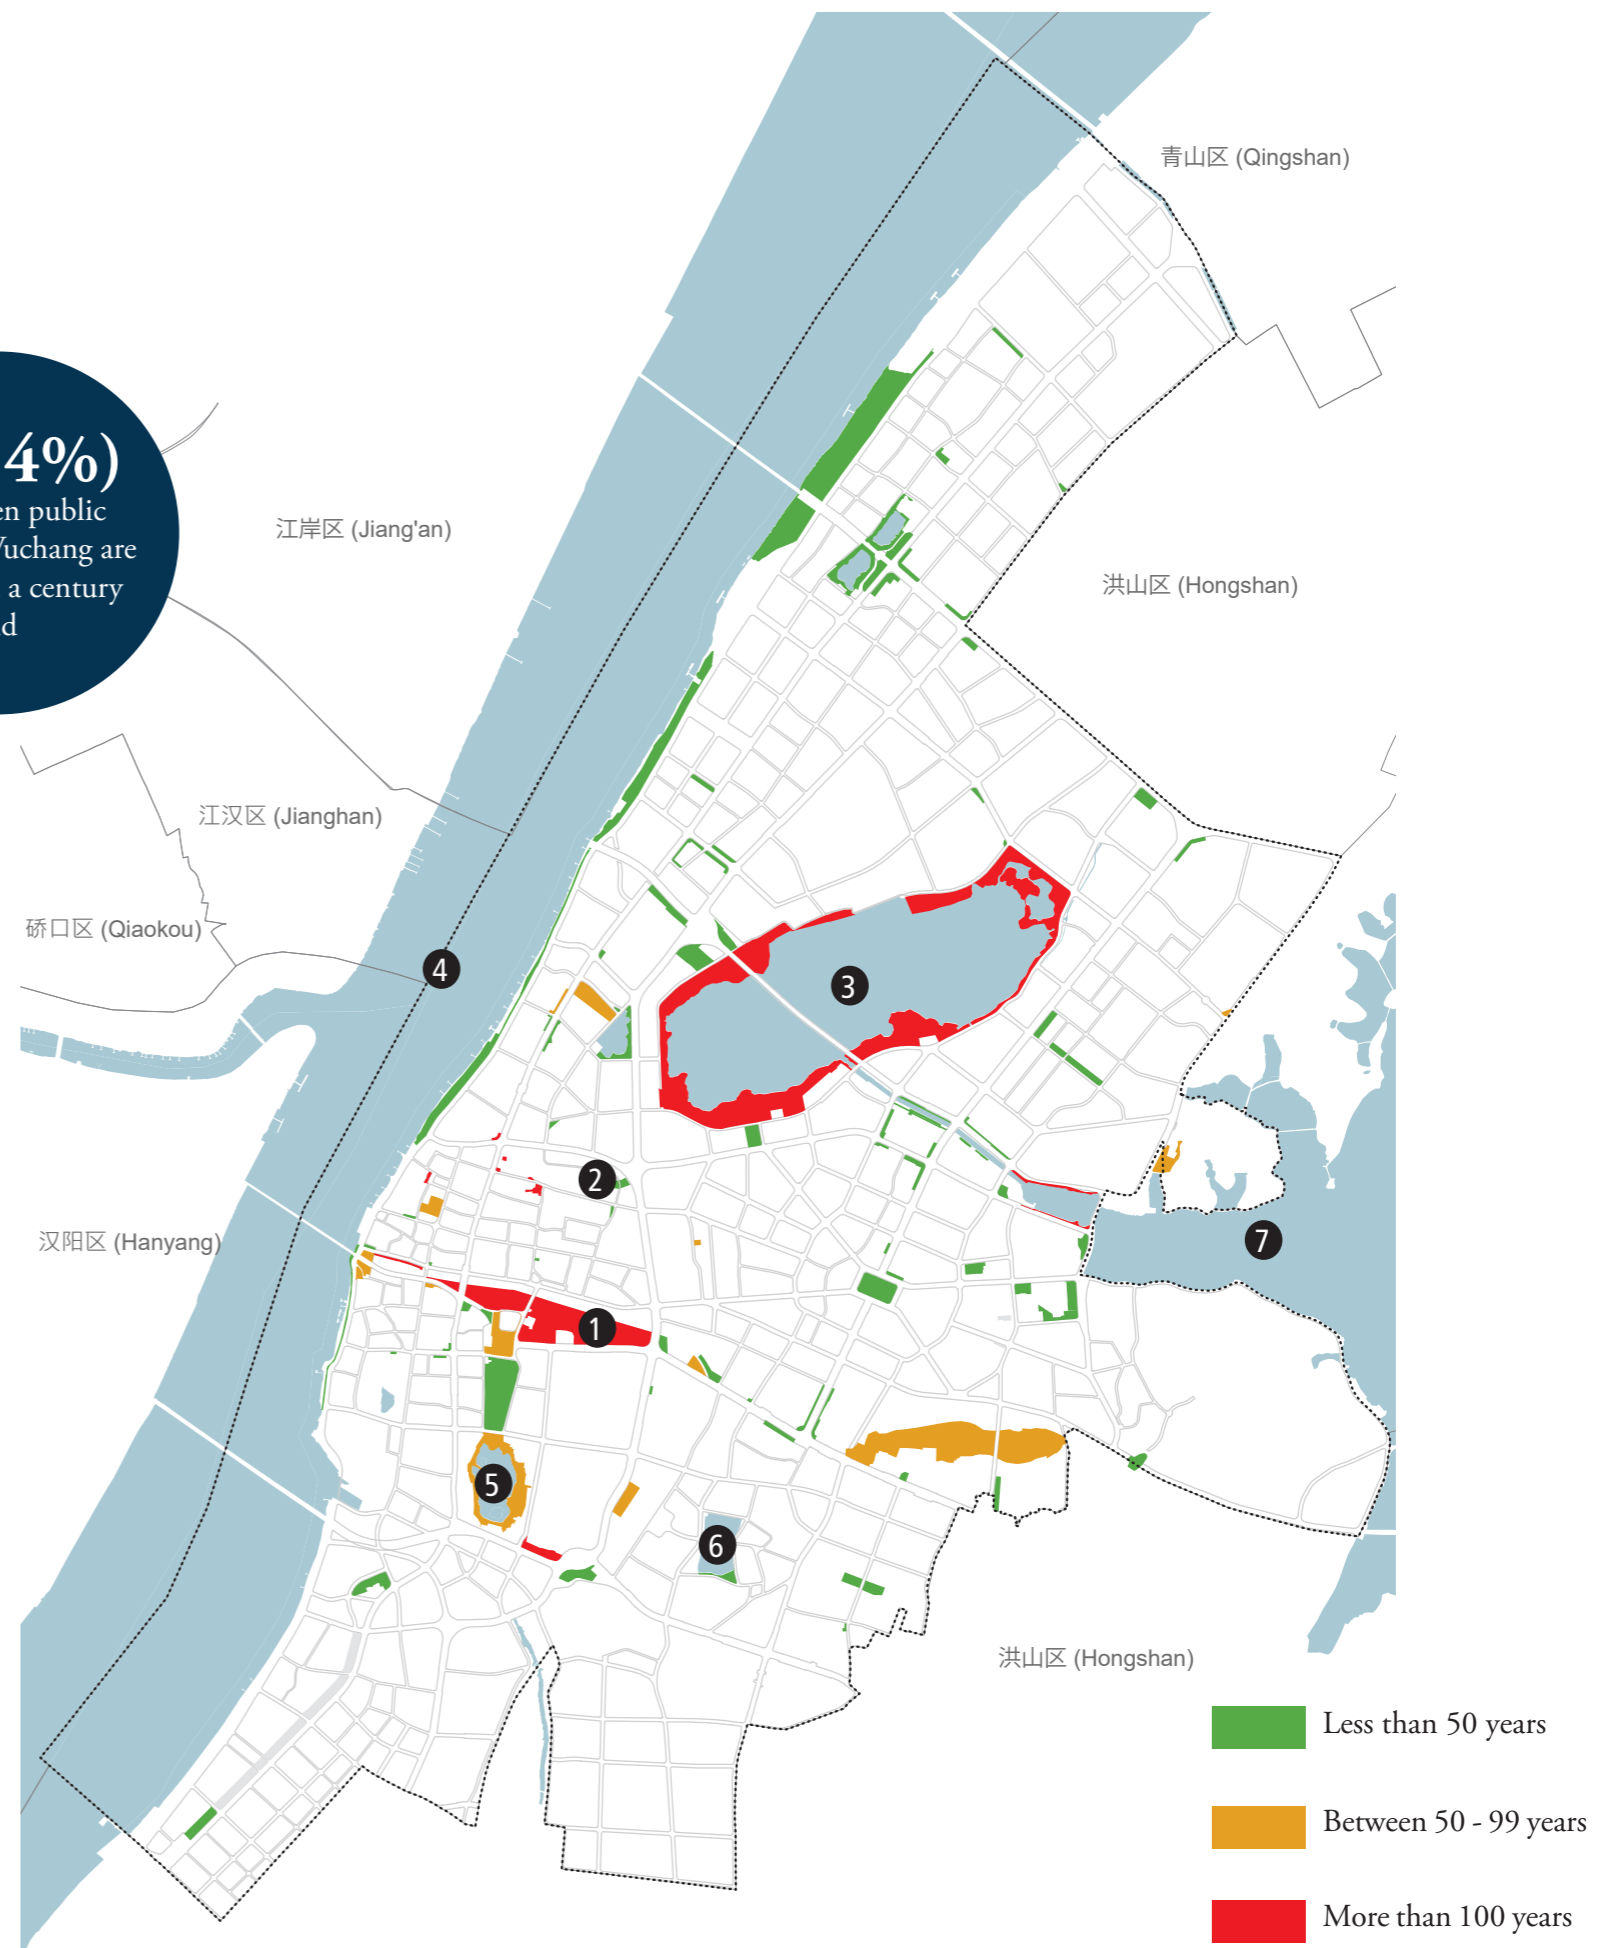 青山区 (Qingshan)
4%)
public
are
a century
江岸区 (Jiang'an)
洪山区 (Hongshan)
江汉区 (Jianghan)
硚口区 (Qiaokou)
4
3
2
汉阳区 (Hanyang)
7
1
5
6
洪山区 (Hongshan)
Less than 50 years
Between 50 - 99 years
More than 100 years